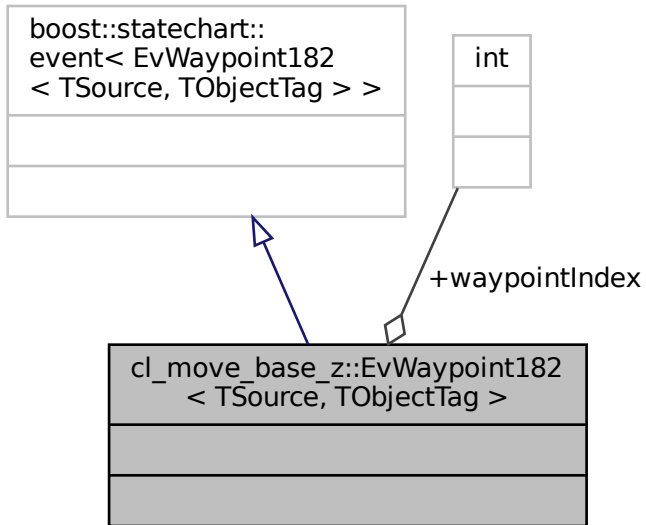 boost::statechart::
event< EvWaypoint182
< TSource, TObjectTag > >
int
+waypointIndex
cl_move_base_z::EvWaypoint182
< TSource, TObjectTag >